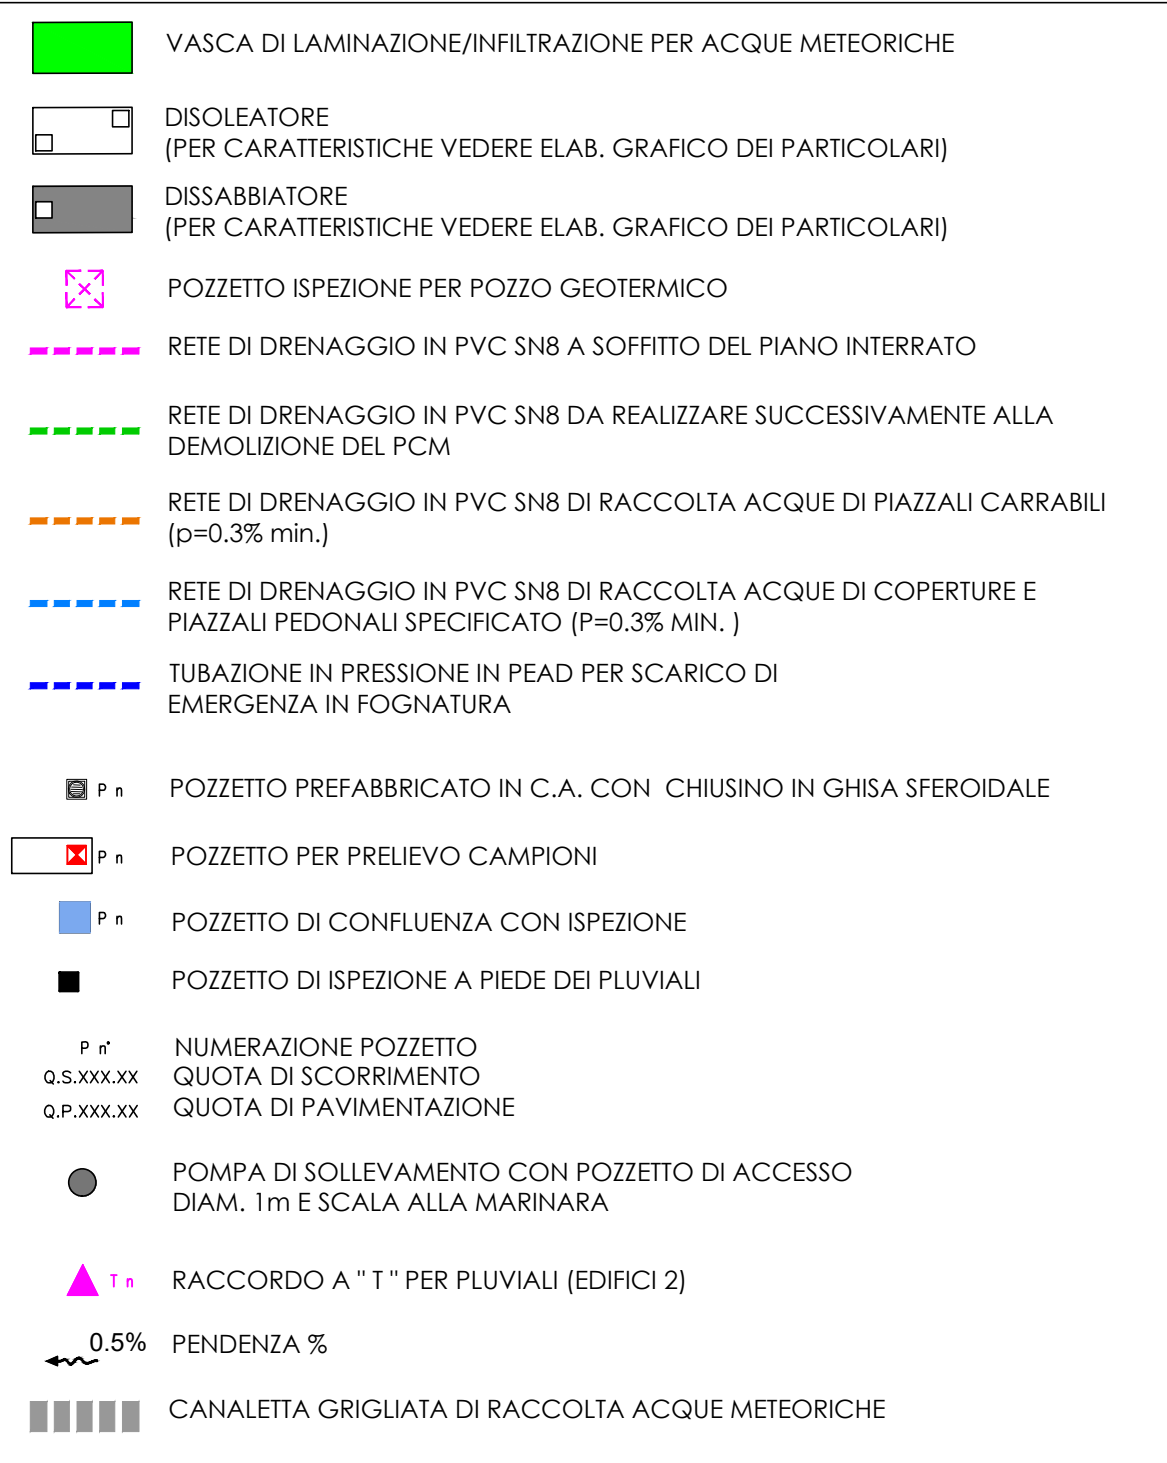 VASCA DI LAMINAZIONE/INFILTRAZIONE PER ACQUE METEORICHE
DISOLEATORE
(PER CARATTERISTICHE VEDERE ELAB. GRAFICO DEI PARTICOLARI)
DISSABBIATORE
(PER CARATTERISTICHE VEDERE ELAB. GRAFICO DEI PARTICOLARI)
POZZETTO ISPEZIONE PER POZZO GEOTERMICO
RETE DI DRENAGGIO IN PVC SN8 A SOFFITTO DEL PIANO INTERRATO
RETE DI DRENAGGIO IN PVC SN8 DA REALIZZARE SUCCESSIVAMENTE ALLA
DEMOLIZIONE DEL PCM
RETE DI DRENAGGIO IN PVC SN8 DI RACCOLTA ACQUE DI PIAZZALI CARRABILI
(p=0.3% min.)
RETE DI DRENAGGIO IN PVC SN8 DI RACCOLTA ACQUE DI COPERTURE E
PIAZZALI PEDONALI SPECIFICATO (P=0.3% MIN. )
TUBAZIONE IN PRESSIONE IN PEAD PER SCARICO DI
EMERGENZA IN FOGNATURA
P n POZZETTO PREFABBRICATO IN C.A. CON CHIUSINO IN GHISA SFEROIDALE
P n POZZETTO PER PRELIEVO CAMPIONI
P n POZZETTO DI CONFLUENZA CON ISPEZIONE
POZZETTO DI ISPEZIONE A PIEDE DEI PLUVIALI
P n° NUMERAZIONE POZZETTO
Q.S.XXX.XX QUOTA DI SCORRIMENTO
Q.P.XXX.XX QUOTA DI PAVIMENTAZIONE
POMPA DI SOLLEVAMENTO CON POZZETTO DI ACCESSO
DIAM. 1m E SCALA ALLA MARINARA
T n RACCORDO A " T " PER PLUVIALI (EDIFICI 2)
0.5% PENDENZA %
CANALETTA GRIGLIATA DI RACCOLTA ACQUE METEORICHE